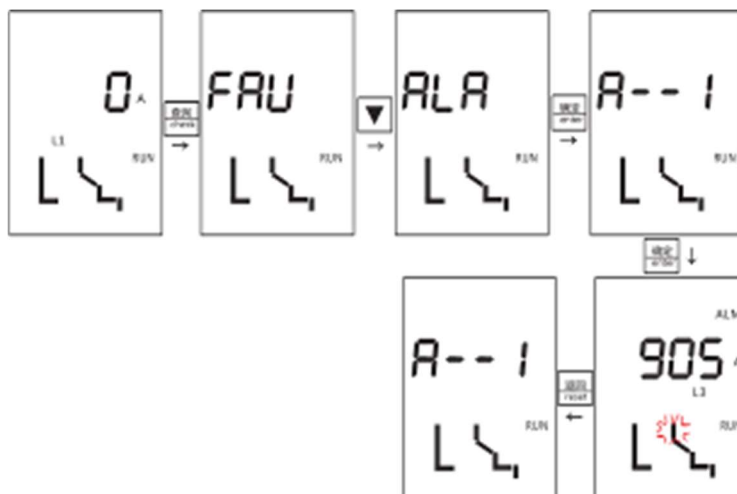 0 A
L1
RUN
查询
check
FAU
RUN
ALA
RUN
确定
enter
A--1
RUN
确定
enter
ALM
905 A
L3
RUN
返回
reset
A--1
RUN